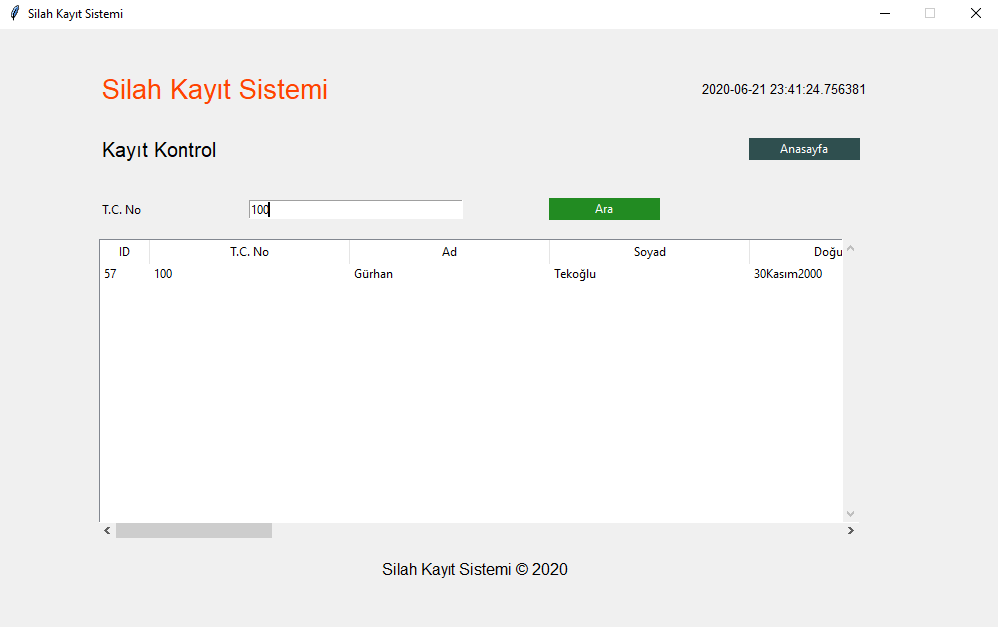 Silah Kayıt Sistemi
Silah Kayıt Sistemi
2020-06-21 23:41:24.756381
Kayıt Kontrol
Anasayfa
T.C. No
100
Ara
ID T.C. No Ad Soyad Doğu
57 100 Gürhan Tekoğlu 30Kasım2000
Silah Kayıt Sistemi © 2020